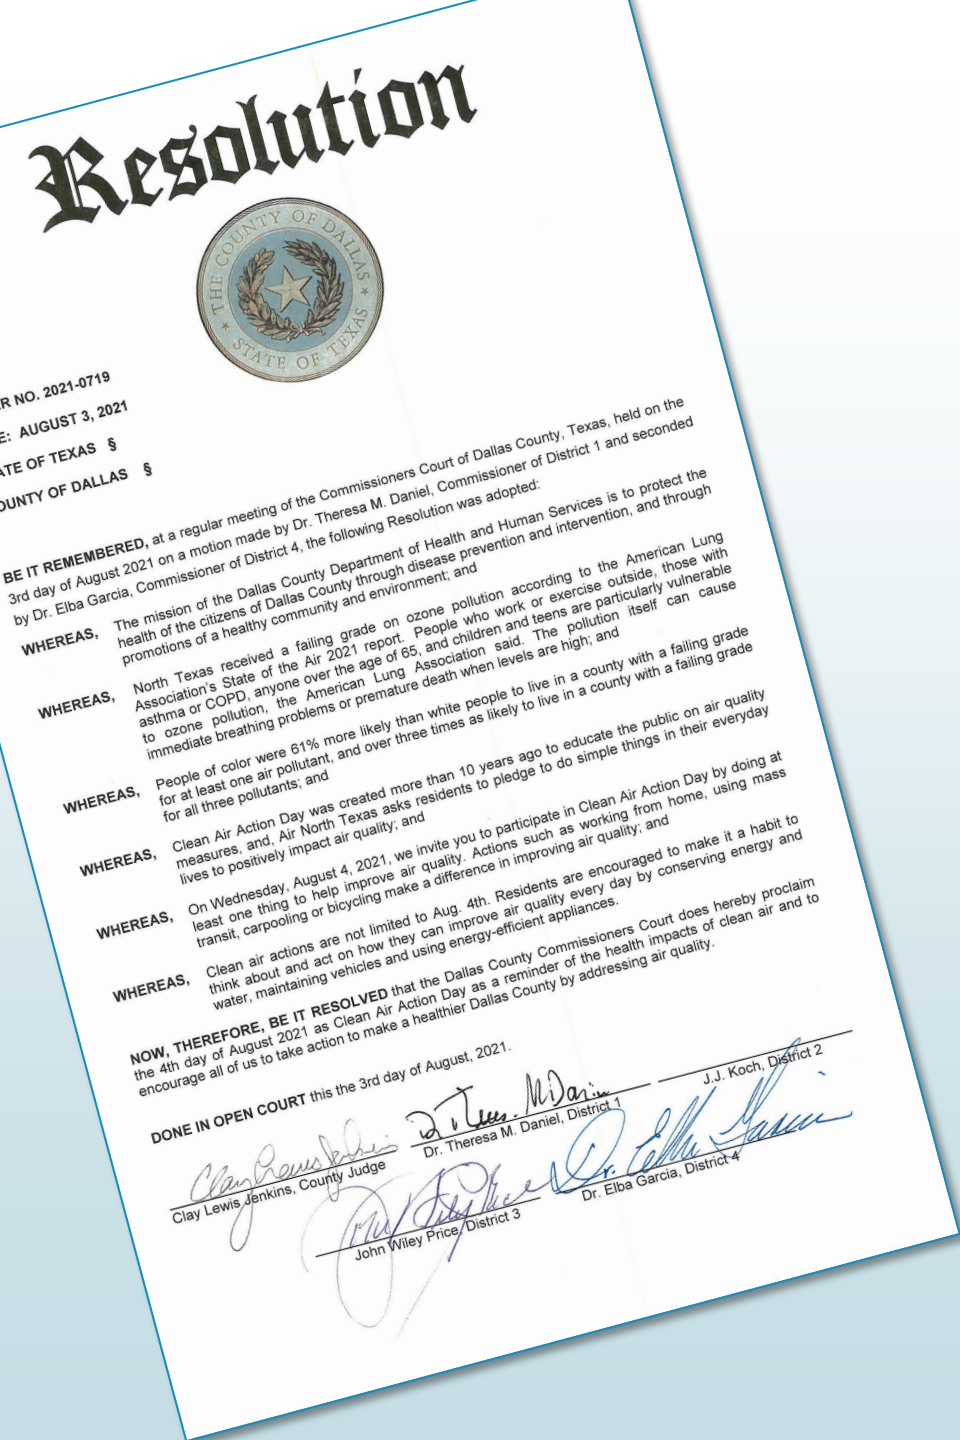 Resolution
THE COUNTY OF DALLAS
STATE OF TEXAS
R NO. 2021-0719
E: AUGUST 3, 2021
ATE OF TEXAS §
OUNTY OF DALLAS §
BE IT REMEMBERED, at a regular meeting of the Commissioners Court of Dallas County, Texas, held on the
3rd day of August 2021 on a motion made by Dr. Theresa M. Daniel, Commissioner of District 1 and seconded
by Dr. Elba Garcia, Commissioner of District 4, the following Resolution was adopted:
WHEREAS, The mission of the Dallas County Department of Health and Human Services is to protect the
health of the citizens of Dallas County through disease prevention and intervention, and through
promotions of a healthy community and environment; and
WHEREAS, North Texas received a failing grade on ozone pollution according to the American Lung
Association's State of the Air 2021 report. People who work or exercise outside, those with
asthma or COPD, anyone over the age of 65, and children and teens are particularly vulnerable
to ozone pollution, the American Lung Association said. The pollution itself can cause
immediate breathing problems or premature death when levels are high; and
WHEREAS, People of color were 61% more likely than white people to live in a county with a failing grade
for at least one air pollutant, and over three times as likely to live in a county with a failing grade
for all three pollutants; and
WHEREAS, Clean Air Action Day was created more than 10 years ago to educate the public on air quality
measures, and, Air North Texas asks residents to pledge to do simple things in their everyday
lives to positively impact air quality; and
WHEREAS, On Wednesday, August 4, 2021, we invite you to participate in Clean Air Action Day by doing at
least one thing to help improve air quality. Actions such as working from home, using mass
transit, carpooling or bicycling make a difference in improving air quality; and
WHEREAS, Clean air actions are not limited to Aug. 4th. Residents are encouraged to make it a habit to
think about and act on how they can improve air quality every day by conserving energy and
water, maintaining vehicles and using energy-efficient appliances.
NOW, THEREFORE, BE IT RESOLVED that the Dallas County Commissioners Court does hereby proclaim
the 4th day of August 2021 as Clean Air Action Day as a reminder of the health impacts of clean air and to
encourage all of us to take action to make a healthier Dallas County by addressing air quality.
DONE IN OPEN COURT this the 3rd day of August, 2021.
Clay Lewis Jenkins
Clay Lewis Jenkins, County Judge
Dr. Theresa M. Daniel, District 1
J.J. Koch, District 2
John Wiley Price, District 3
Dr. Elba Garcia
Dr. Elba Garcia, District 4